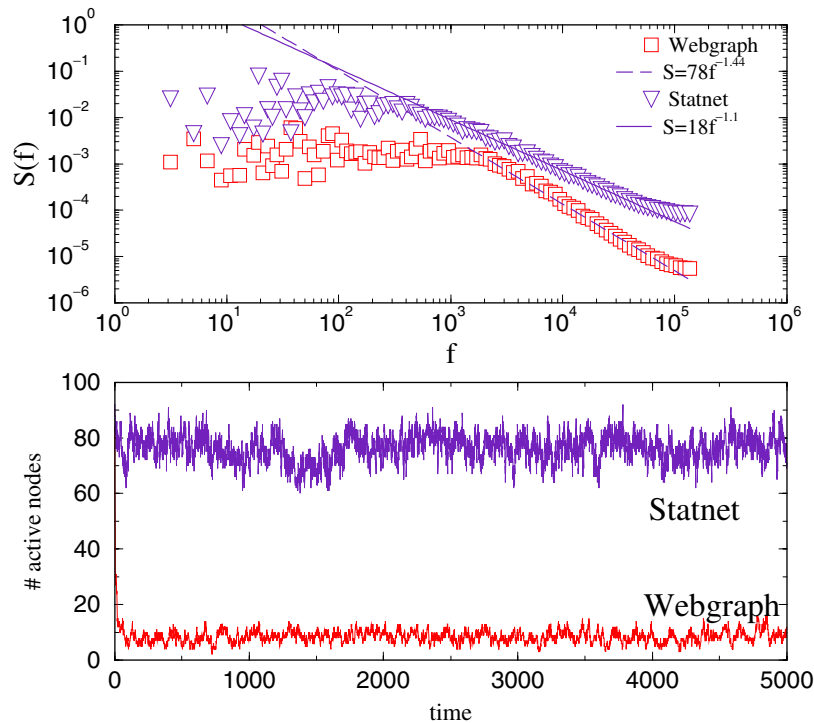 10^0
10^-1
10^-2
10^-3
10^-4
10^-5
10^-6
S(f)
Webgraph
S=78f^-1.44
Statnet
S=18f^-1.1
10^0 10^1 10^2 10^3 10^4 10^5 10^6
f
100
80
60
40
20
0
# active nodes
Statnet
Webgraph
0 1000 2000 3000 4000 5000
time